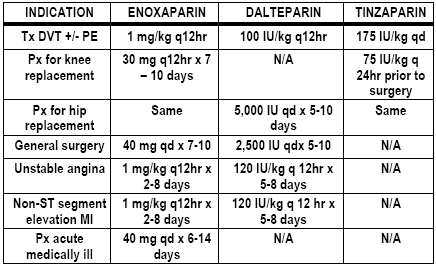 INDICATION ENOXAPARIN DALTEPARIN TINZAPARIN
Tx DVT +/- PE 1 mg/kg q12hr 100 IU/kg q12hr 175 IU/kg qd
Px for knee replacement 30 mg q12hr x 7 – 10 days N/A 75 IU/kg q 24hr prior to surgery
Px for hip replacement Same 5,000 IU qd x 5-10 days Same
General surgery 40 mg qd x 7-10 2,500 IU qdx 5-10 N/A
Unstable angina 1 mg/kg q12hr x 2-8 days 120 IU/kg q 12hr x 5-8 days N/A
Non-ST segment elevation MI 1 mg/kg q12hr x 2-8 days 120 IU/kg q 12 hr x 5-8 days N/A
Px acute medically ill 40 mg qd x 6-14 days N/A N/A